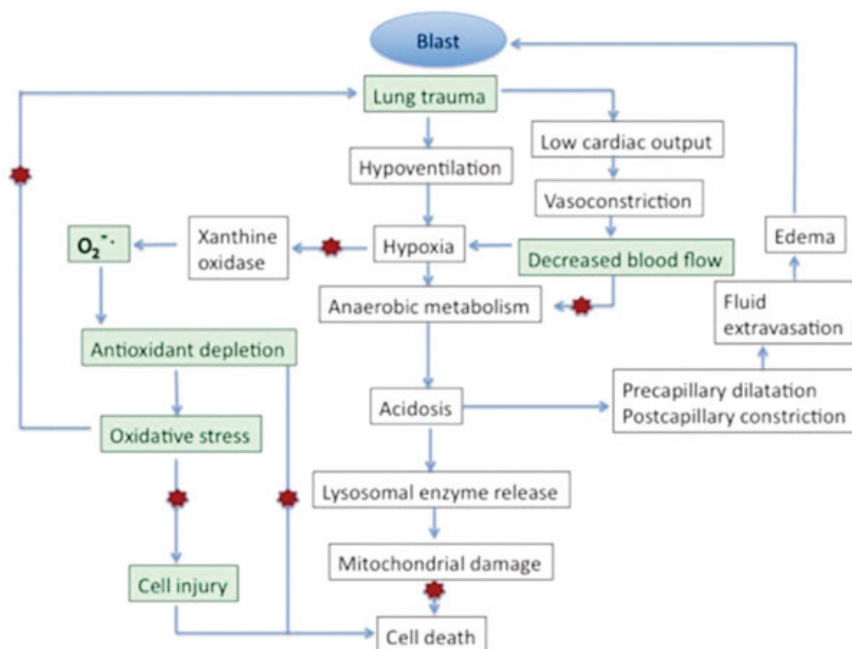 Blast
Lung trauma
Low cardiac output
Hypoventilation
Vasoconstriction
O₂⁻·
Xanthine
oxidase
Hypoxia
Decreased blood flow
Edema
Anaerobic metabolism
Fluid
extravasation
Antioxidant depletion
Precapillary dilatation
Postcapillary constriction
Acidosis
Oxidative stress
Lysosomal enzyme release
Mitochondrial damage
Cell injury
Cell death